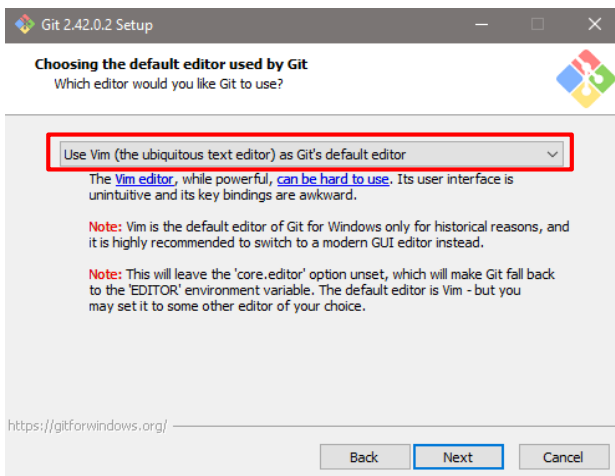 Git 2.42.0.2 Setup
Choosing the default editor used by Git
Which editor would you like Git to use?
Use Vim (the ubiquitous text editor) as Git's default editor
The Vim editor, while powerful, can be hard to use. Its user interface is
unintuitive and its key bindings are awkward.
Note: Vim is the default editor of Git for Windows only for historical reasons, and
it is highly recommended to switch to a modern GUI editor instead.
Note: This will leave the 'core.editor' option unset, which will make Git fall back
to the 'EDITOR' environment variable. The default editor is Vim - but you
may set it to some other editor of your choice.
https://gitforwindows.org/
Back Next Cancel